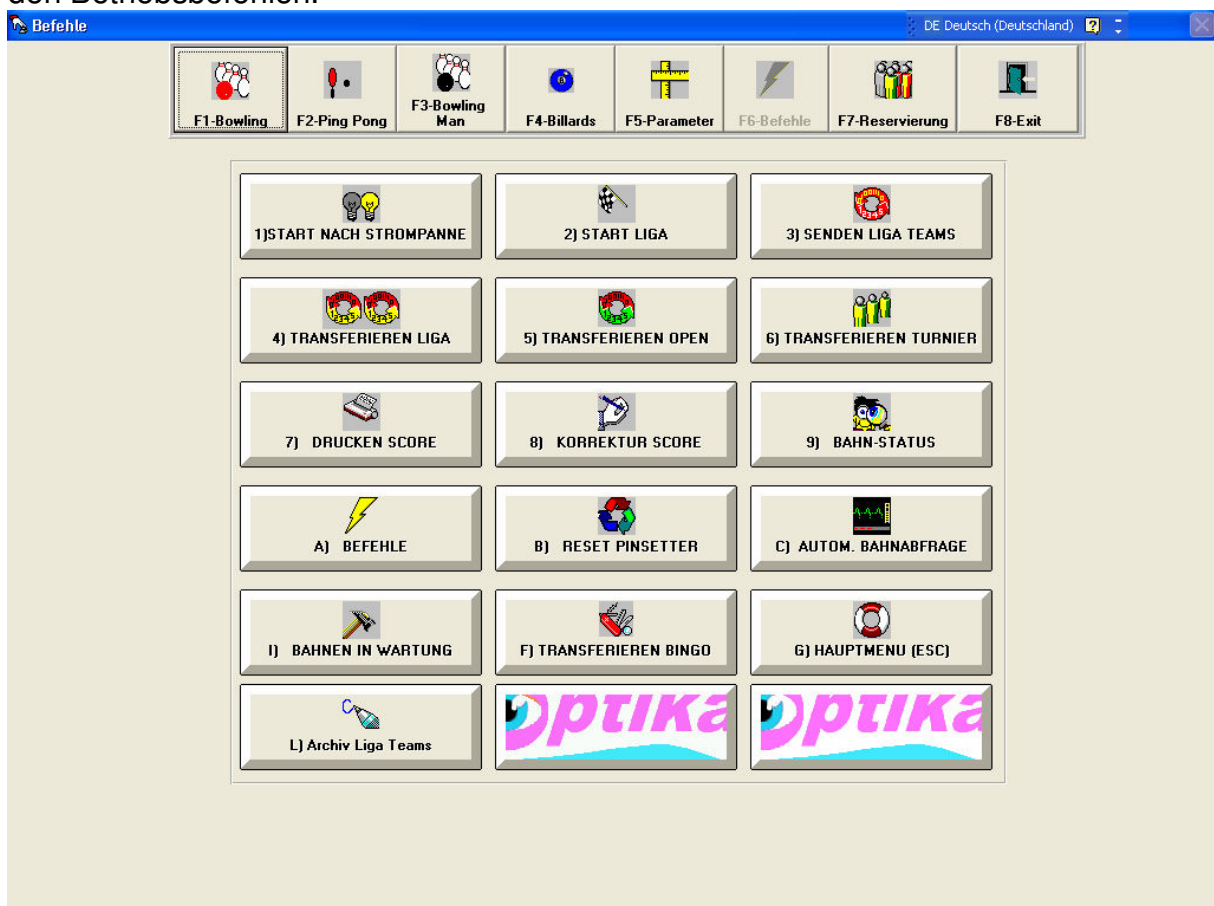 den Betriebsbefehlen.
Befehle
DE Deutsch (Deutschland)
F1-Bowling
F2-Ping Pong
F3-Bowling
Man
F4-Billards
F5-Parameter
F6-Befehle
F7-Reservierung
F8-Exit
1)START NACH STROMPANNE
2) START LIGA
3) SENDEN LIGA TEAMS
4) TRANSFERIEREN LIGA
5) TRANSFERIEREN OPEN
6) TRANSFERIEREN TURNIER
7) DRUCKEN SCORE
8) KORREKTUR SCORE
9) BAHN-STATUS
A) BEFEHLE
B) RESET PINSETTER
C) AUTOM. BAHNABFRAGE
I) BAHNEN IN WARTUNG
F) TRANSFERIEREN BINGO
G) HAUPTMENU (ESC)
L) Archiv Liga Teams
Optika
Optika